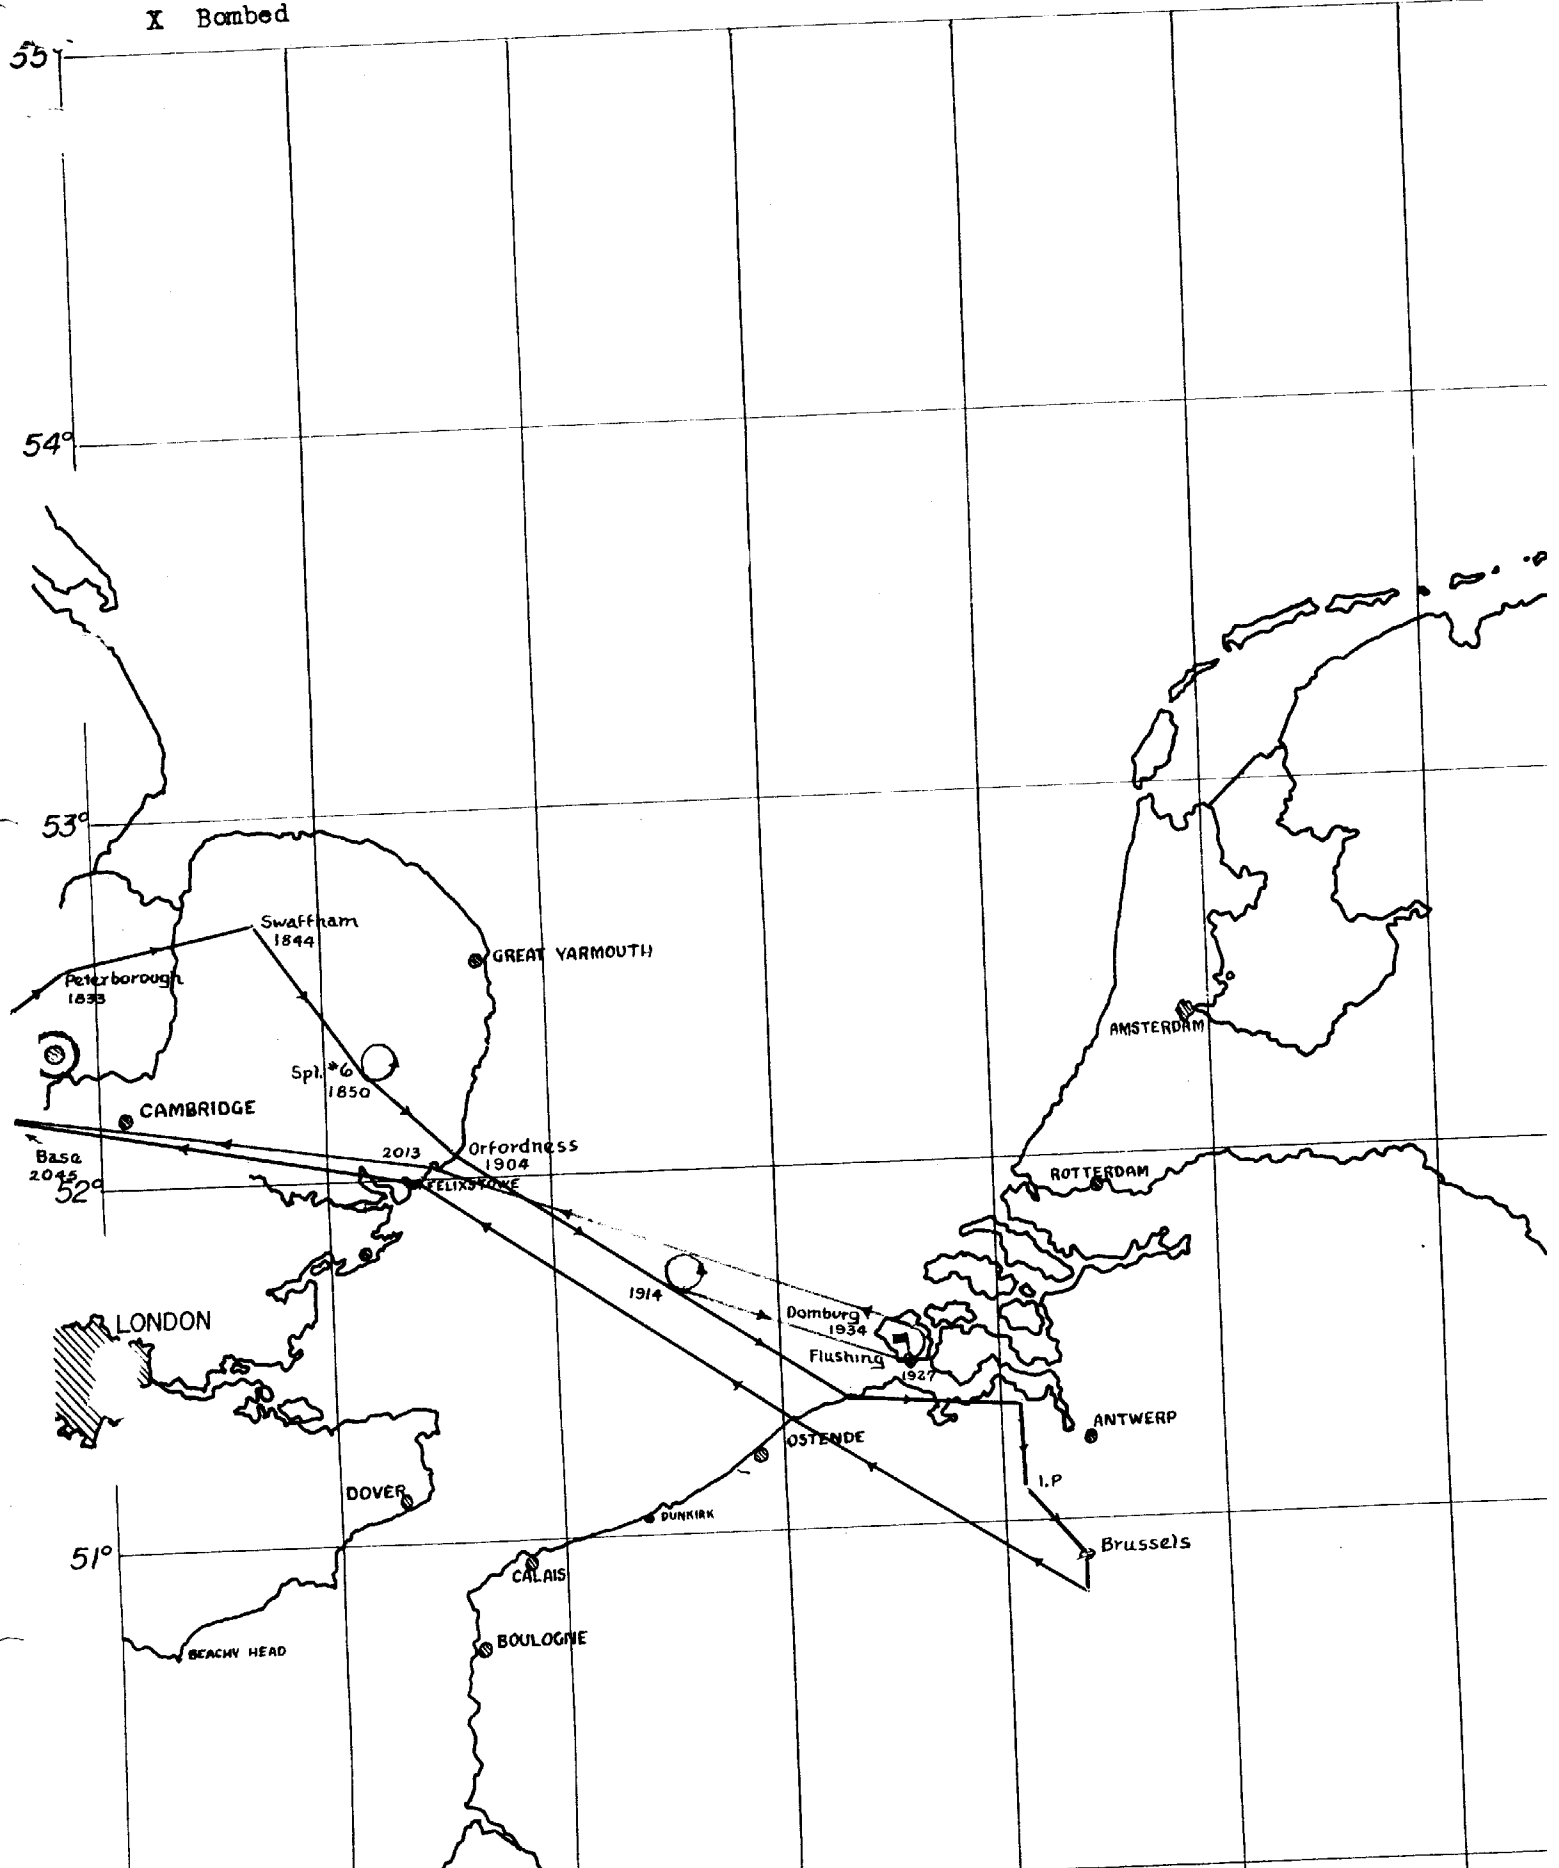 X Bombed
55
54°
53°
Swaffham
1844
GREAT YARMOUTH
Peterborough
1833
AMSTERDAM
Spl. #6
1850
CAMBRIDGE
Orfordness
1904
2013
Base
2045
FELIXSTOWE
52°
ROTTERDAM
1914
Domburg
1934
LONDON
Flushing
1927
ANTWERP
OSTENDE
I.P
DOVER
DUNKIRK
Brussels
51°
CALAIS
BOULOGNE
BEACHY HEAD